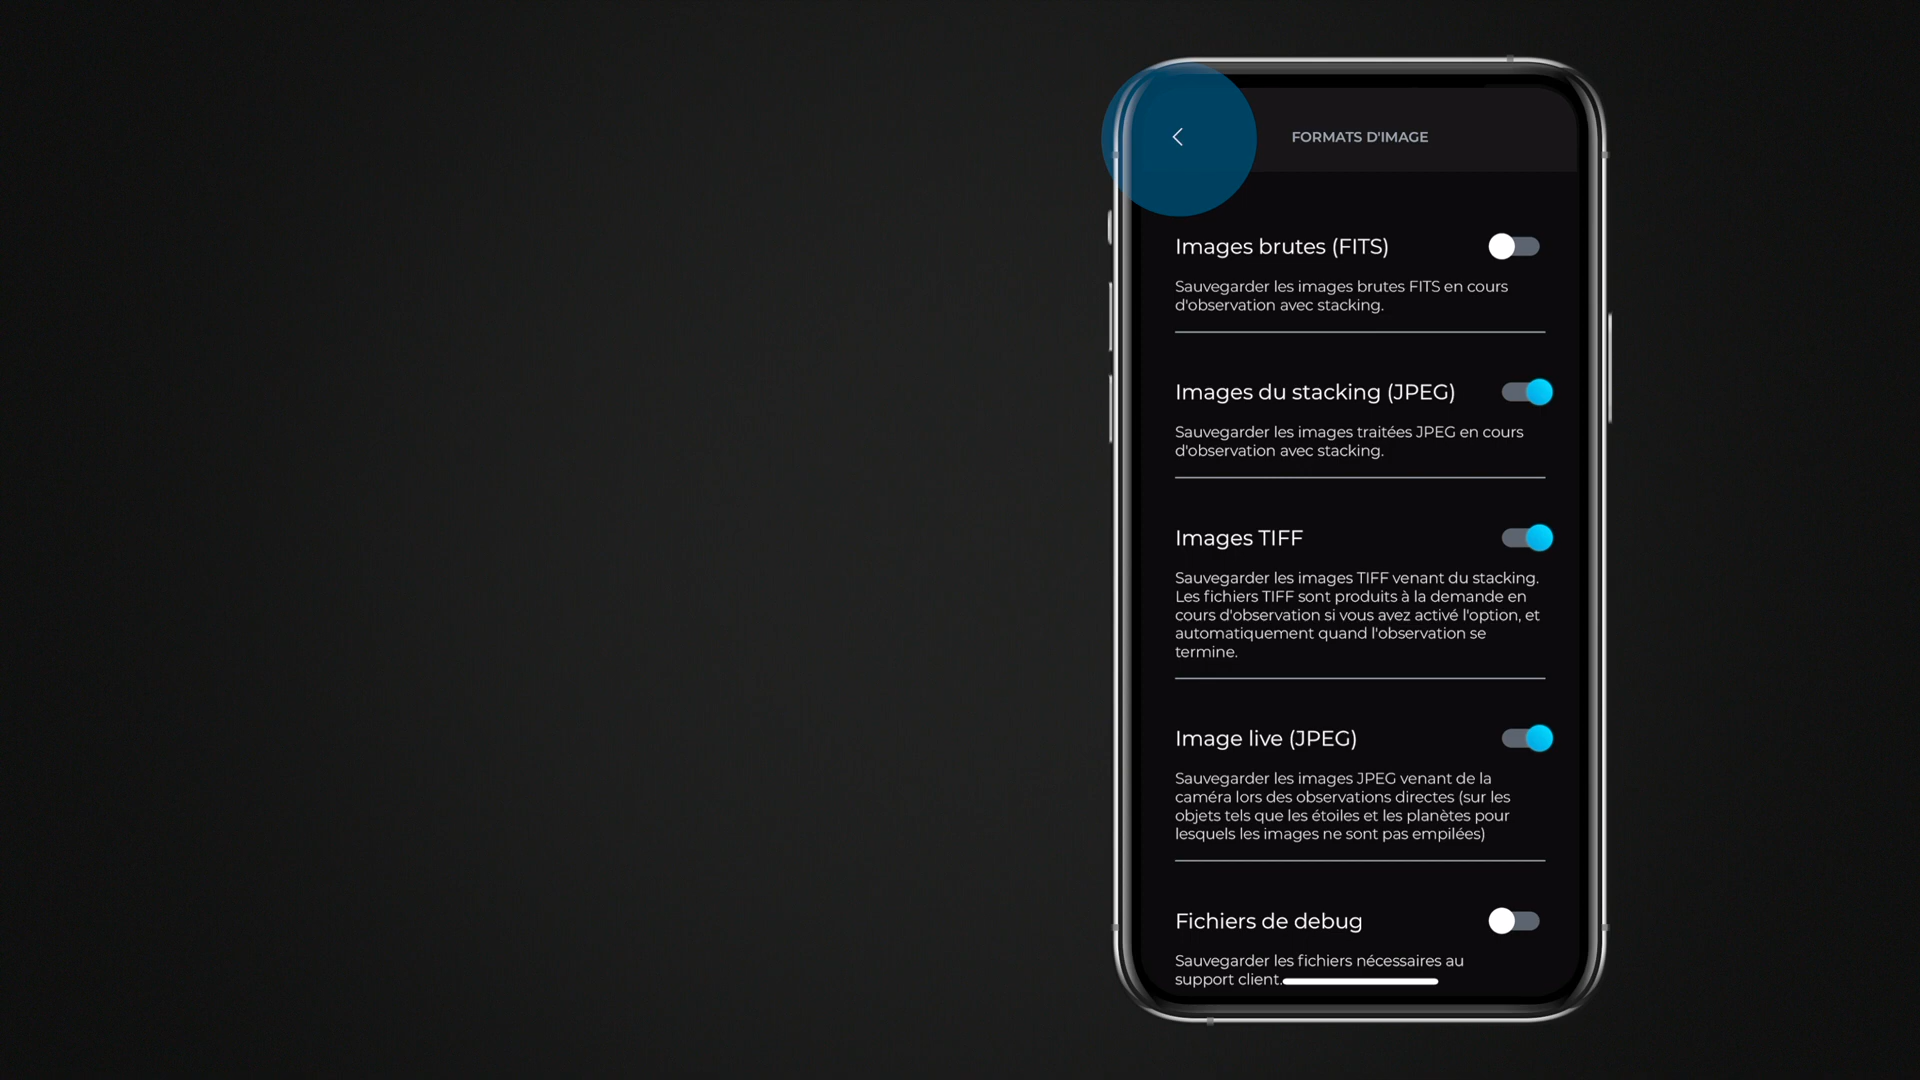 FORMATS D'IMAGE
Images brutes (FITS)
Sauvegarder les images brutes FITS en cours
d'observation avec stacking.
Images du stacking (JPEG)
Sauvegarder les images traitées JPEG en cours
d'observation avec stacking.
Images TIFF
Sauvegarder les images TIFF venant du stacking.
Les fichiers TIFF sont produits à la demande en
cours d'observation si vous avez activé l'option, et
automatiquement quand l'observation se
termine.
Image live (JPEG)
Sauvegarder les images JPEG venant de la
caméra lors des observations directes (sur les
objets tels que les étoiles et les planètes pour
lesquels les images ne sont pas empilées)
Fichiers de debug
Sauvegarder les fichiers nécessaires au
support client.